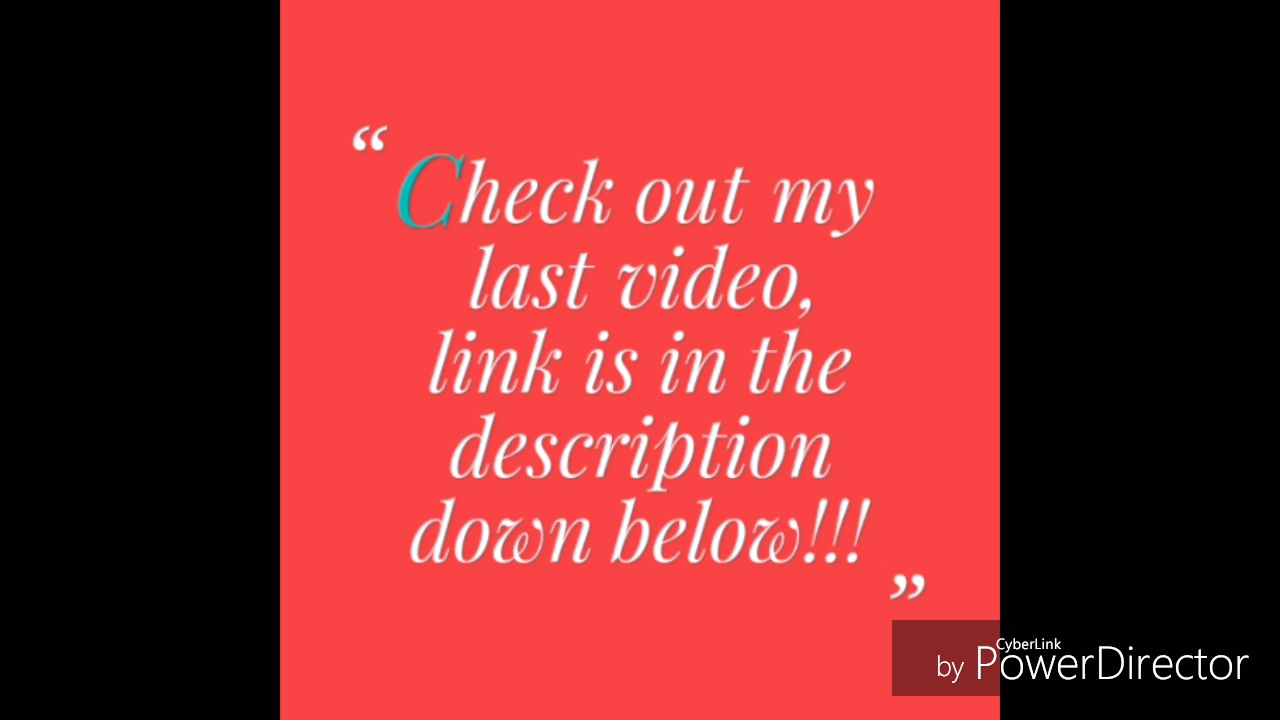 “ Check out my
last video,
link is in the
description
down below!!!
”
CyberLink
by PowerDirector